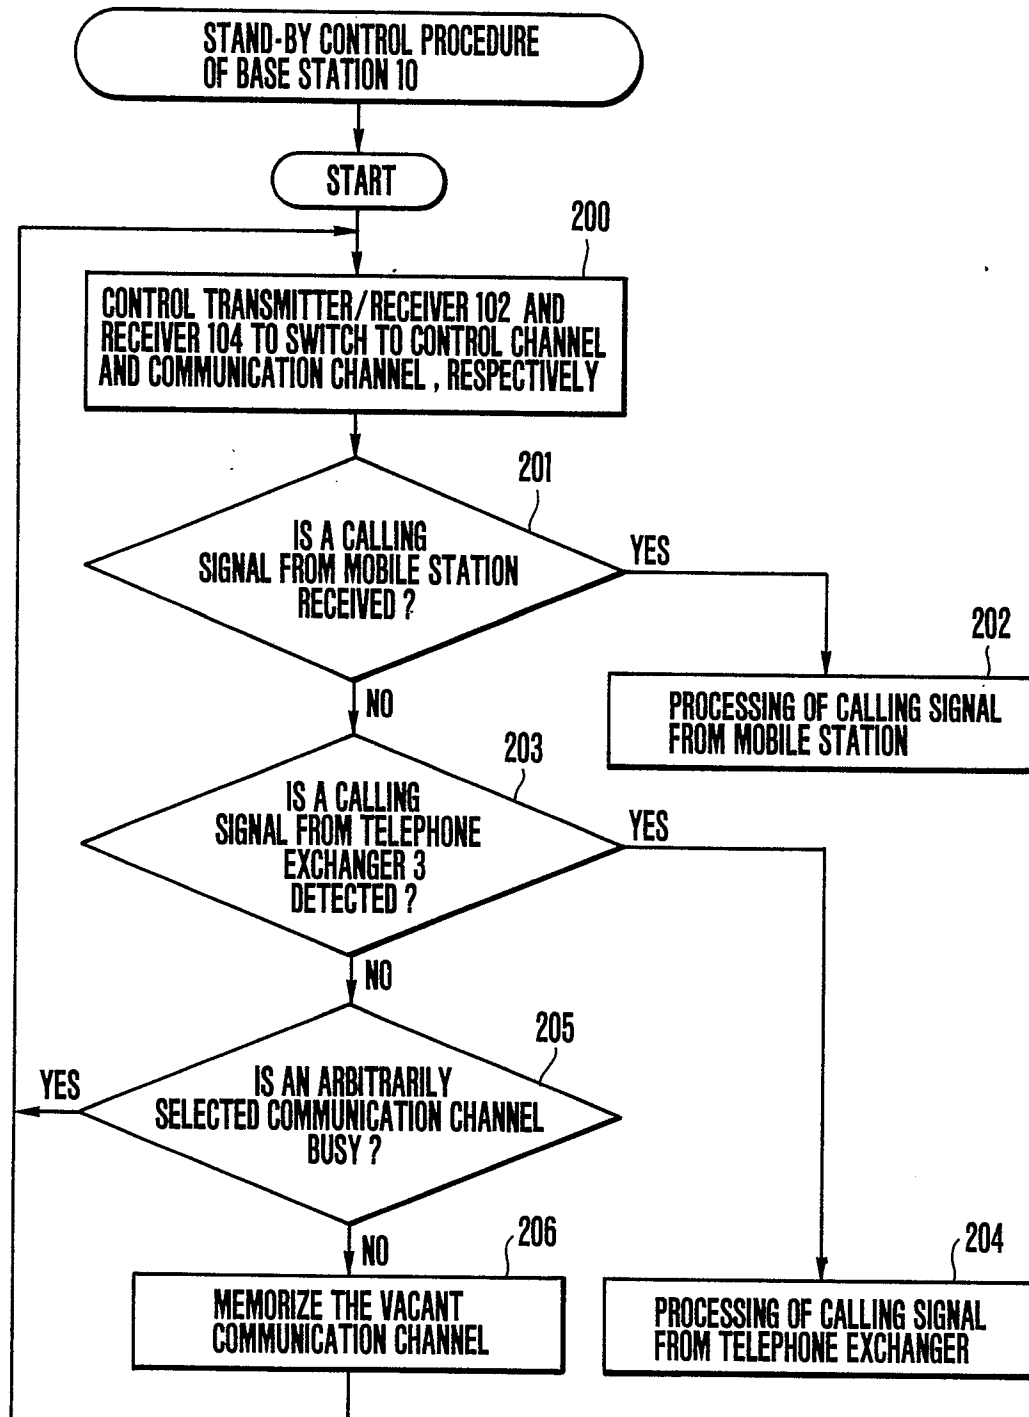 STAND-BY CONTROL PROCEDURE
OF BASE STATION 10
START
200
CONTROL TRANSMITTER/RECEIVER 102 AND
RECEIVER 104 TO SWITCH TO CONTROL CHANNEL
AND COMMUNICATION CHANNEL , RESPECTIVELY
201
IS A CALLING
SIGNAL FROM MOBILE STATION
RECEIVED ?
YES
202
PROCESSING OF CALLING SIGNAL
FROM MOBILE STATION
NO
203
IS A CALLING
SIGNAL FROM TELEPHONE
EXCHANGER 3
DETECTED ?
YES
NO
205
YES
IS AN ARBITRARILY
SELECTED COMMUNICATION CHANNEL
BUSY ?
NO
206
MEMORIZE THE VACANT
COMMUNICATION CHANNEL
204
PROCESSING OF CALLING SIGNAL
FROM TELEPHONE EXCHANGER